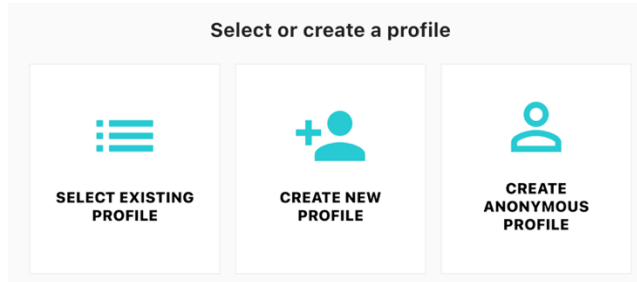 Select or create a profile
SELECT EXISTING
PROFILE
CREATE NEW
PROFILE
CREATE
ANONYMOUS
PROFILE